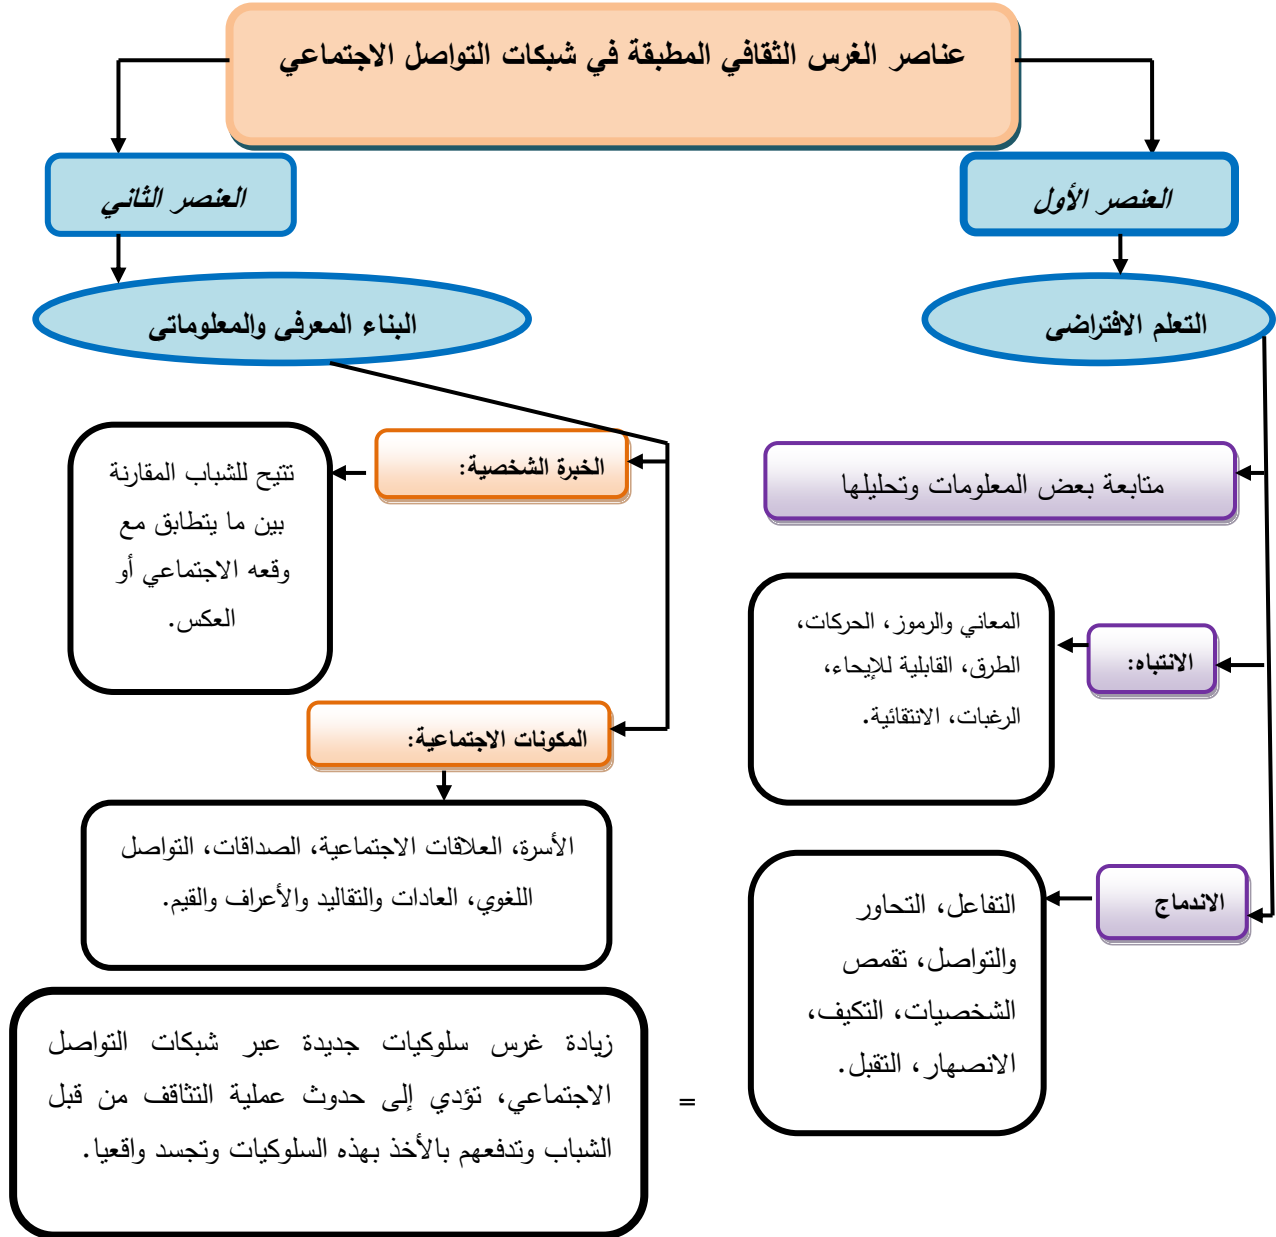 عناصر الغرس الثقافي المطبقة في شبكات التواصل الاجتماعي
العنصر الأول
العنصر الثاني
التعلم الافتراضى
البناء المعرفى والمعلوماتى
متابعة بعض المعلومات وتحليلها
الانتباه:
المعاني والرموز، الحركات،
الطرق، القابلية للإيحاء،
الرغبات، الانتقائية.
الاندماج
التفاعل، التحاور
والتواصل، تقمص
الشخصيات، التكيف،
الانصهار، التقبل.
الخبرة الشخصية:
تتيح للشباب المقارنة
بين ما يتطابق مع
وقعه الاجتماعي أو
العكس.
المكونات الاجتماعية:
الأسرة، العلاقات الاجتماعية، الصداقات، التواصل
اللغوي، العادات والتقاليد والأعراف والقيم.
=
زيادة غرس سلوكيات جديدة عبر شبكات التواصل
الاجتماعي، تؤدي إلى حدوث عملية التثاقف من قبل
الشباب وتدفعهم بالأخذ بهذه السلوكيات وتجسد واقعيا.